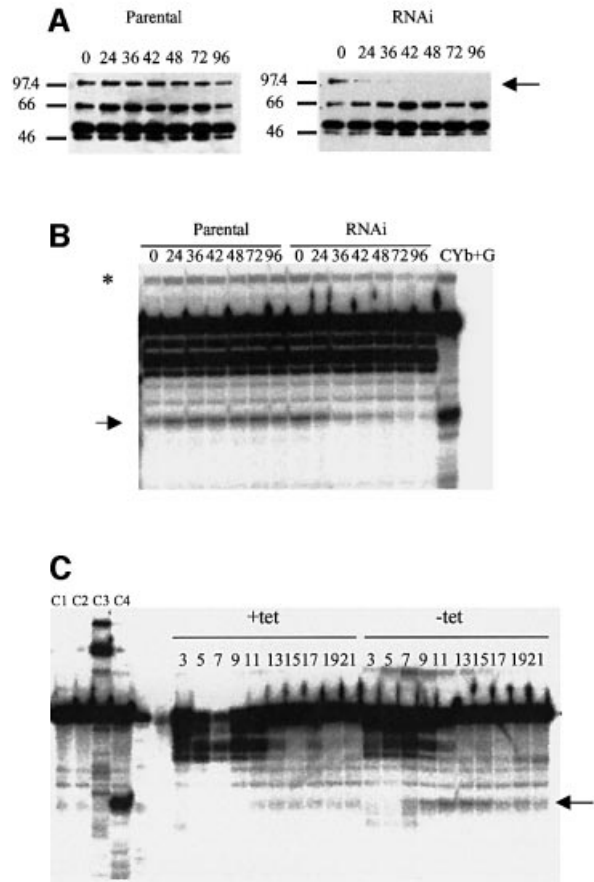 A
Parental
RNAi
0 24 36 42 48 72 96
0 24 36 42 48 72 96
97.4
66
46
97.4
66
46
B
Parental
RNAi
0 24 36 42 48 72 96
0 24 36 42 48 72 96
CYb+G
*
C
C1 C2 C3 C4
+tet
-tet
3 5 7 9 11 13 15 17 19 21
3 5 7 9 11 13 15 17 19 21